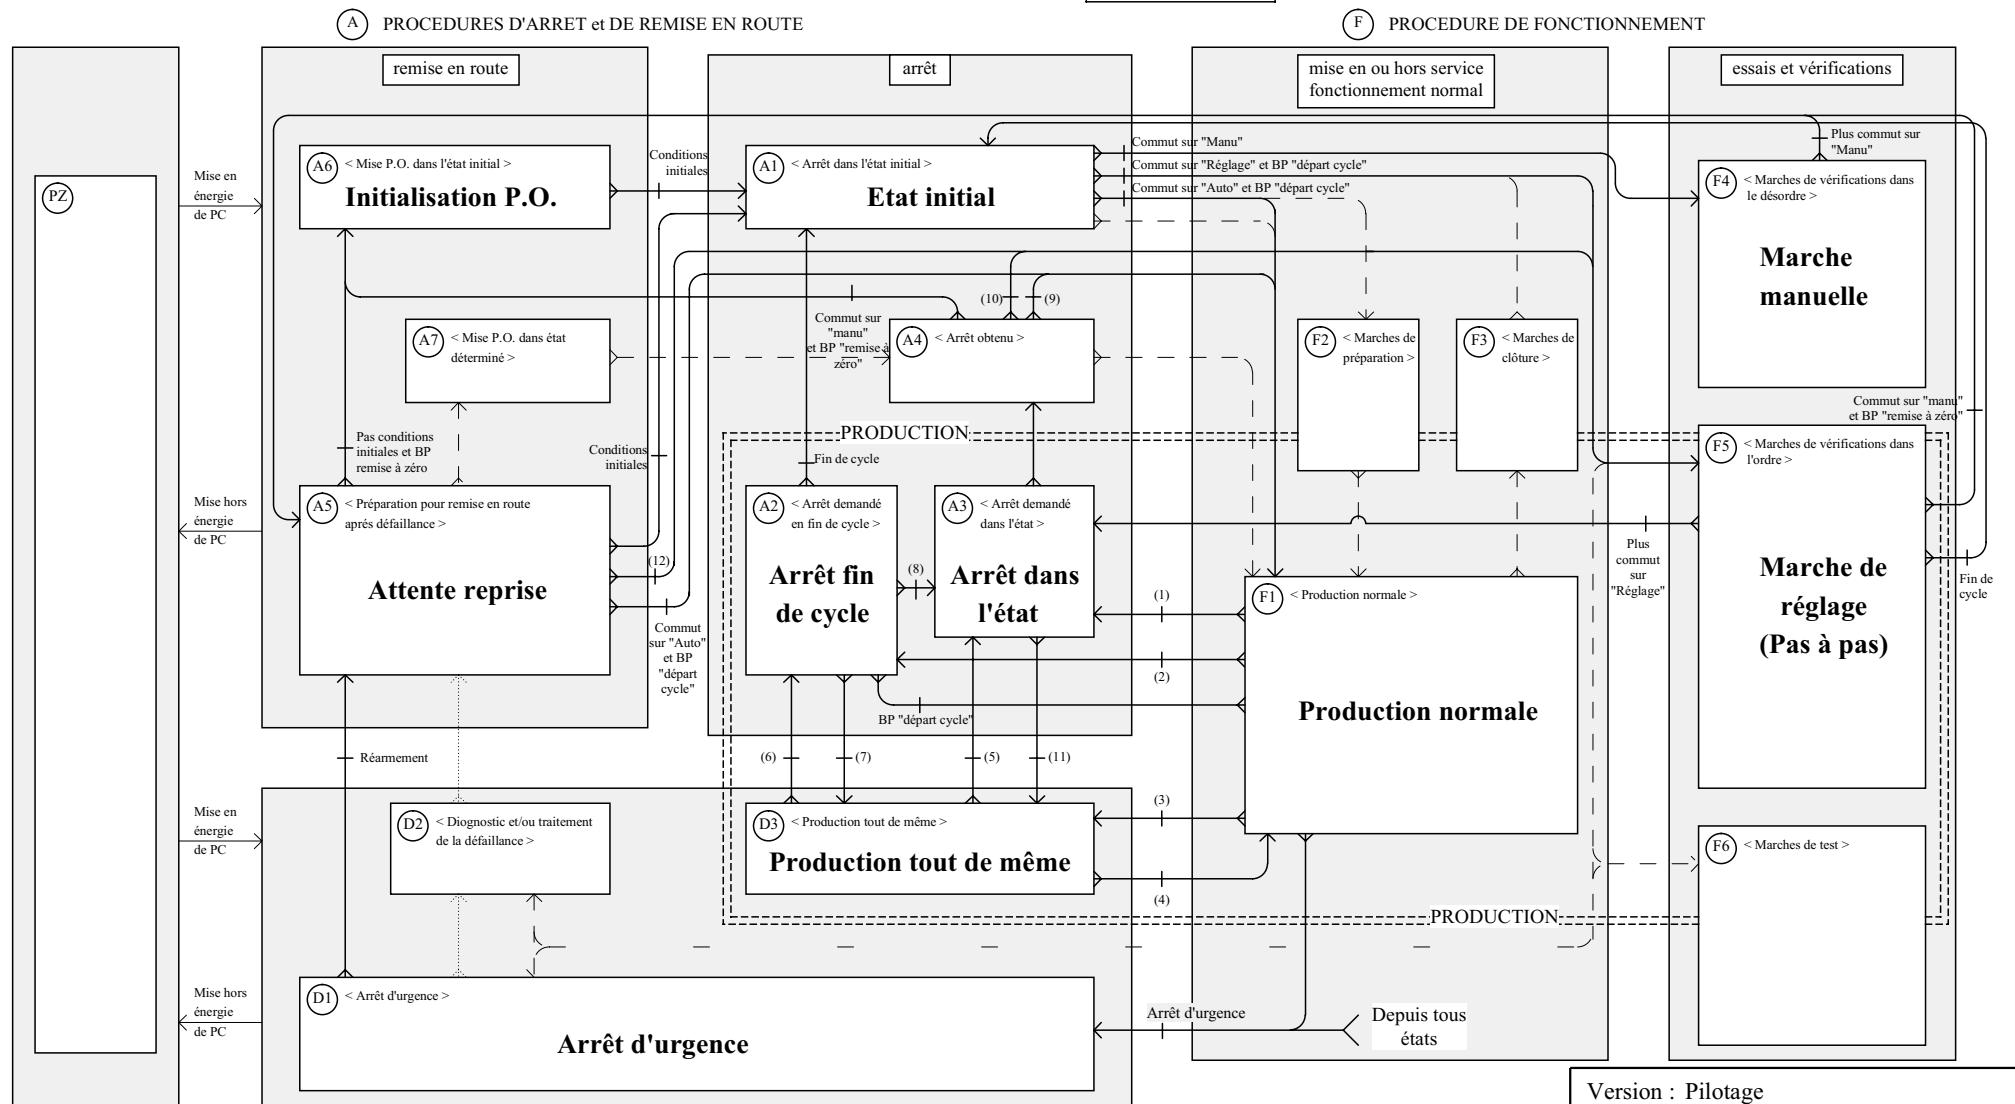 A PROCEDURES D'ARRET et DE REMISE EN ROUTE
F PROCEDURE DE FONCTIONNEMENT
remise en route
arrêt
mise en ou hors service
fonctionnement normal
essais et vérifications
PZ
Mise en
énergie
de PC
Mise hors
énergie
de PC
Mise en
énergie
de PC
Mise hors
énergie
de PC
A6 < Mise P.O. dans l'état initial >
Initialisation P.O.
Conditions
initiales
A1 < Arrêt dans l'état initial >
Etat initial
Commut sur "Manu"
Commut sur "Réglage" et BP "départ cycle"
Commut sur "Auto" et BP "départ cycle"
Plus commut sur
"Manu"
F4 < Marches de vérifications dans
le désordre >
Marche
manuelle
A7 < Mise P.O. dans état
déterminé >
Commut sur
"manu"
et BP "remise à
zéro"
(10)
(9)
A4 < Arrêt obtenu >
F2 < Marches de
préparation >
F3 < Marches de
clôture >
Commut sur "manu"
et BP "remise à zéro"
PRODUCTION
Pas conditions
initiales et BP
remise à zéro
Conditions
initiales
Fin de cycle
A5 < Préparation pour remise en route
aprés défaillance >
Attente reprise
(12)
Commut
sur "Auto"
et BP
"départ
cycle"
A2 < Arrêt demandé
en fin de cycle >
Arrêt fin
de cycle
(8)
A3 < Arrêt demandé
dans l'état >
Arrêt dans
l'état
(1)
(2)
BP "départ cycle"
F1 < Production normale >
Production normale
Plus
commut
sur
"Réglage"
F5 < Marches de vérifications dans
l'ordre >
Marche de
réglage
(Pas à pas)
Fin de
cycle
Réarmement
(6)
(7)
(5)
(11)
(3)
(4)
D2 < Diognostic et/ou traitement
de la défaillance >
D3 < Production tout de même >
Production tout de même
F6 < Marches de test >
PRODUCTION
D1 < Arrêt d'urgence >
Arrêt d'urgence
Arrêt d'urgence
Depuis tous
états
Version : Pilotage